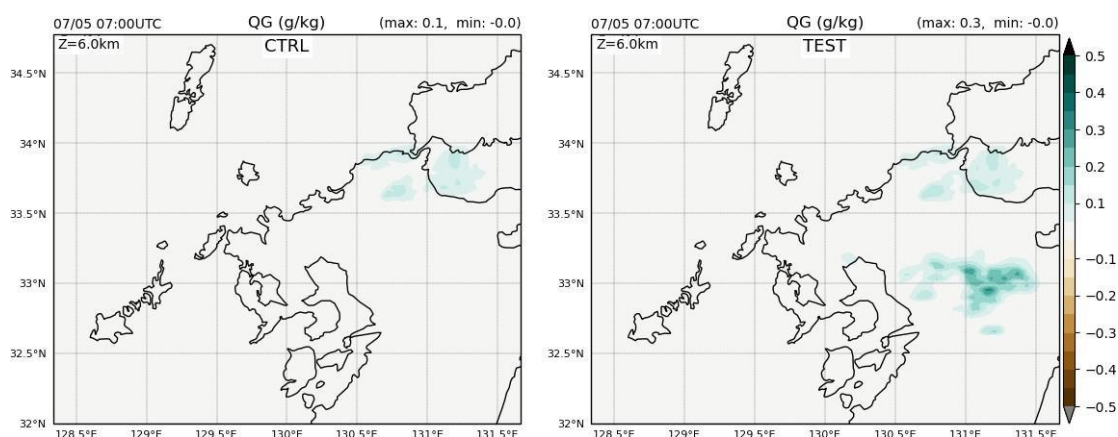 07/05 07:00UTC QG (g/kg) (max: 0.1, min: -0.0)
Z=6.0km
CTRL
34.5°N
34°N
33.5°N
33°N
32.5°N
32°N
128.5°E 129°E 129.5°E 130°E 130.5°E 131°E 131.5°E
07/05 07:00UTC QG (g/kg) (max: 0.3, min: -0.0)
Z=6.0km
TEST
34.5°N
34°N
33.5°N
33°N
32.5°N
32°N
128.5°E 129°E 129.5°E 130°E 130.5°E 131°E 131.5°E
0.5
0.4
0.3
0.2
0.1
−0.1
−0.2
−0.3
−0.4
−0.5